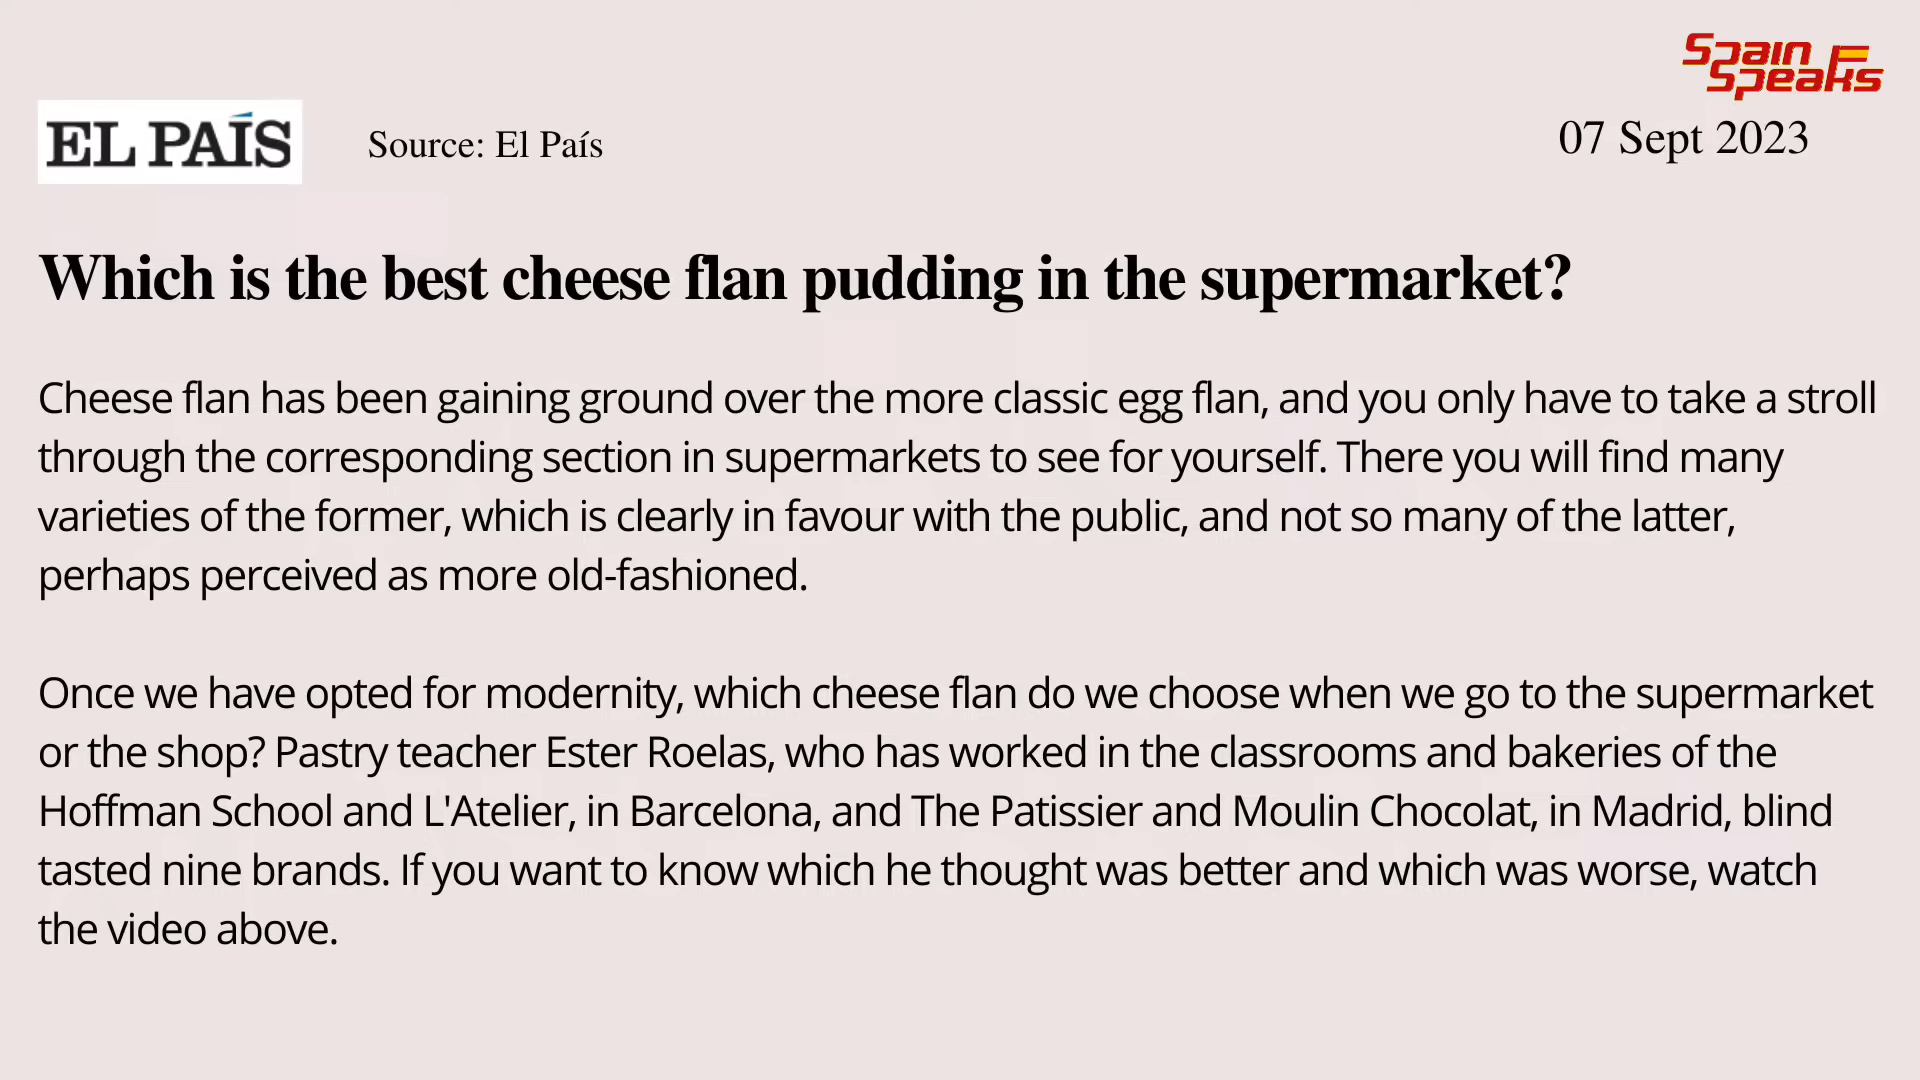 Spain
Speaks
EL PAÍS
Source: El País
07 Sept 2023
Which is the best cheese flan pudding in the supermarket?
Cheese flan has been gaining ground over the more classic egg flan, and you only have to take a stroll
through the corresponding section in supermarkets to see for yourself. There you will find many
varieties of the former, which is clearly in favour with the public, and not so many of the latter,
perhaps perceived as more old-fashioned.
Once we have opted for modernity, which cheese flan do we choose when we go to the supermarket
or the shop? Pastry teacher Ester Roelas, who has worked in the classrooms and bakeries of the
Hoffman School and L'Atelier, in Barcelona, and The Patissier and Moulin Chocolat, in Madrid, blind
tasted nine brands. If you want to know which he thought was better and which was worse, watch
the video above.